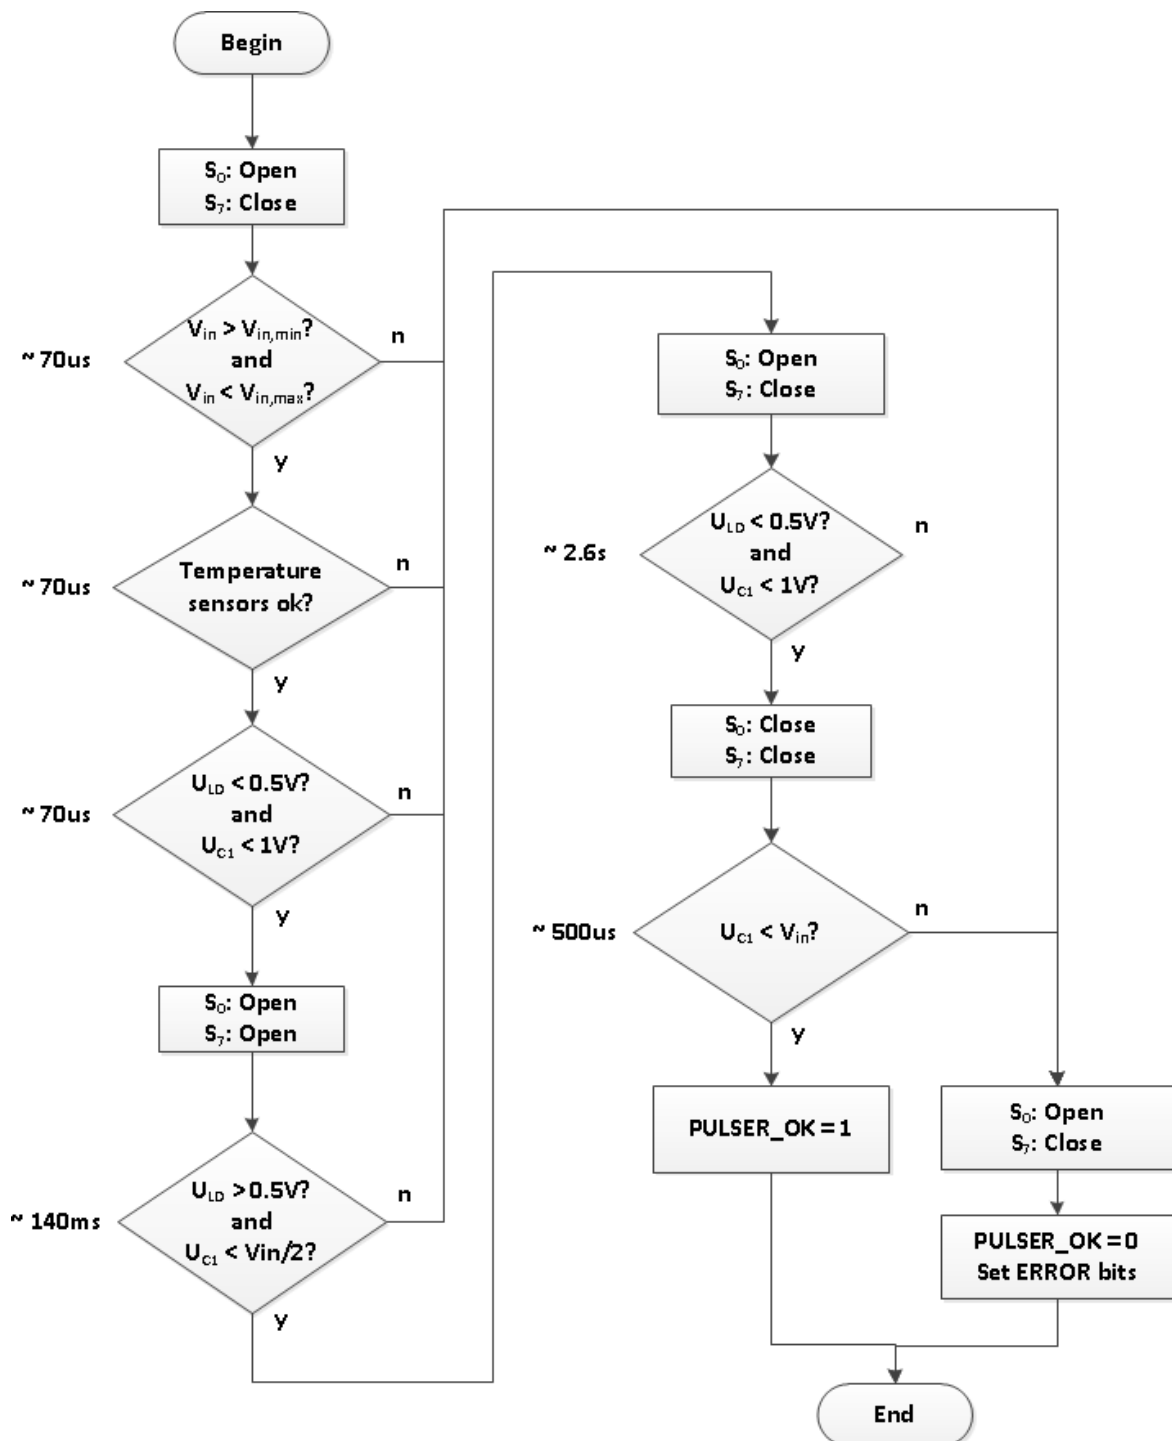 Begin
S₀: Open
S₇: Close
~ 70us
Vin > Vin,min?
and
Vin < Vin,max?
n
y
~ 70us
Temperature
sensors ok?
n
y
~ 70us
ULD < 0.5V?
and
UC1 < 1V?
n
y
S₀: Open
S₇: Open
~ 140ms
ULD > 0.5V?
and
UC1 < Vin/2?
n
y
S₀: Open
S₇: Close
~ 2.6s
ULD < 0.5V?
and
UC1 < 1V?
n
y
S₀: Close
S₇: Close
~ 500us
UC1 < Vin?
n
y
PULSER_OK = 1
S₀: Open
S₇: Close
PULSER_OK = 0
Set ERROR bits
End